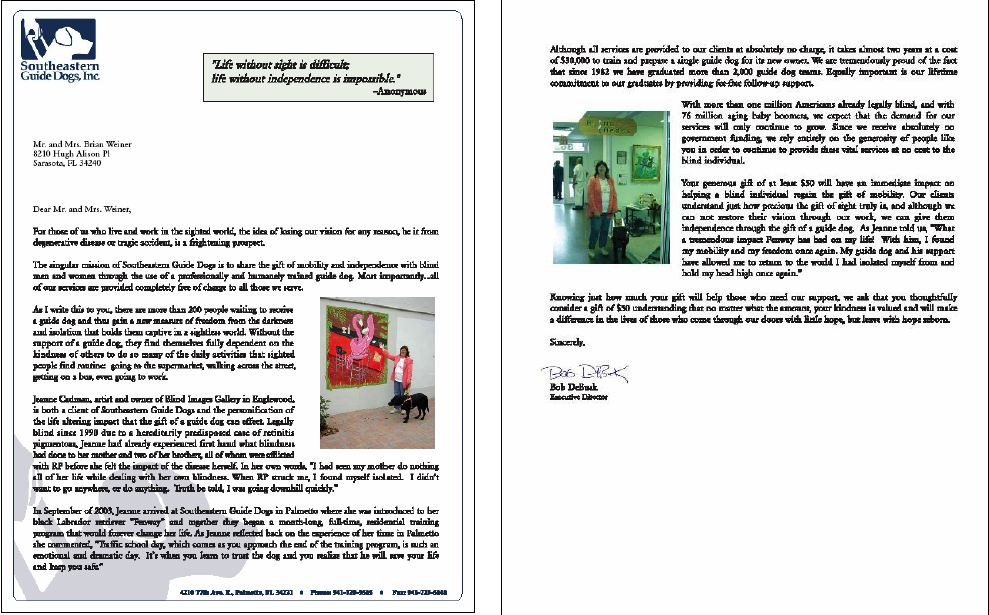 Southeastern
Guide Dogs, Inc.
"Life without sight is difficult;
life without independence is impossible."
--Anonymous
Mr. and Mrs. Brian Weiner
8210 Hugh Alison Pl
Sarasota, FL 34240
Dear Mr. and Mrs. Weiner,
For those of us who live and work in the sighted world, the idea of losing our vision for any reason, be it from
degenerative disease or tragic accident, is a frightening prospect.
The singular mission of Southeastern Guide Dogs is to share the gift of mobility and independence with blind
men and women through the use of a professionally and humanely trained guide dog. Most importantly...all
of our services are provided completely free of charge to all those we serve.
As I write this to you, there are more than 200 people waiting to receive
a guide dog and thus gain a new measure of freedom from the darkness
and isolation that holds them captive in a sightless world. Without the
support of a guide dog, they find themselves fully dependent on the
kindness of others to do so many of the daily activities that sighted
people find routine: going to the supermarket, walking across the street,
getting on a bus, even going to work.
Jeanne Cadman, artist and owner of Blind Images Gallery in Englewood,
is both a client of Southeastern Guide Dogs and the personification of
the life altering impact that the gift of a guide dog can effect. Legally
blind since 1990 due to a hereditarily predisposed case of retinitis
pigmentosa, Jeanne had already experienced first hand what blindness
had done to her mother and two of her brothers, all of whom were afflicted
with RP before she felt the impact of the disease herself. In her own words, "I had seen my mother do nothing
all of her life while dealing with her own blindness. When RP struck me, I found myself isolated. I didn't
want to go anywhere, or do anything. Truth be told, I was going downhill quickly."
In September of 2003, Jeanne arrived at Southeastern Guide Dogs in Palmetto where she was introduced to her
black Labrador retriever "Fenway" and together they began a month-long, full-time, residential training
program that would forever change her life. As Jeanne reflected back on the experience of her time in Palmetto
she commented, "Traffic school day, which comes as you approach the end of the training program, is such an
emotional and dramatic day. It's when you learn to trust the dog and you realize that he will save your life
and keep you safe."
4210 77th Ave. E., Palmetto, FL 34221 • Phone: 941-729-5665 • Fax: 941-729-6646
Although all services are provided to our clients at absolutely no charge, it takes almost two years at a cost
of $30,000 to train and prepare a single guide dog for its new owner. We are tremendously proud of the fact
that since 1982 we have graduated more than 2,000 guide dog teams. Equally important is our lifetime
commitment to our graduates by providing for-free follow-up support.
With more than one million Americans already legally blind, and with
76 million aging baby boomers, we expect that the demand for our
services will only continue to grow. Since we receive absolutely no
government funding, we rely entirely on the generosity of people like
you in order to continue to provide these vital services at no cost to the
blind individual.
Your generous gift of at least $50 will have an immediate impact on
helping a blind individual regain the gift of mobility. Our clients
understand just how precious the gift of sight truly is, and although we
can not restore their vision through our work, we can give them
independence through the gift of a guide dog. As Jeanne told us, "What
a tremendous impact Fenway has had on my life! With him, I found
my mobility and my freedom once again. My guide dog and his support
have allowed me to return to the world I had isolated myself from and
hold my head high once again."
Knowing just how much your gift will help those who need our support, we ask that you thoughtfully
consider a gift of $50 understanding that no matter what the amount, your kindness is valued and will make
a difference in the lives of those who come through our doors with little hope, but leave with hope reborn.
Sincerely,
Bob DeBusk
Bob DeBusk
Executive Director